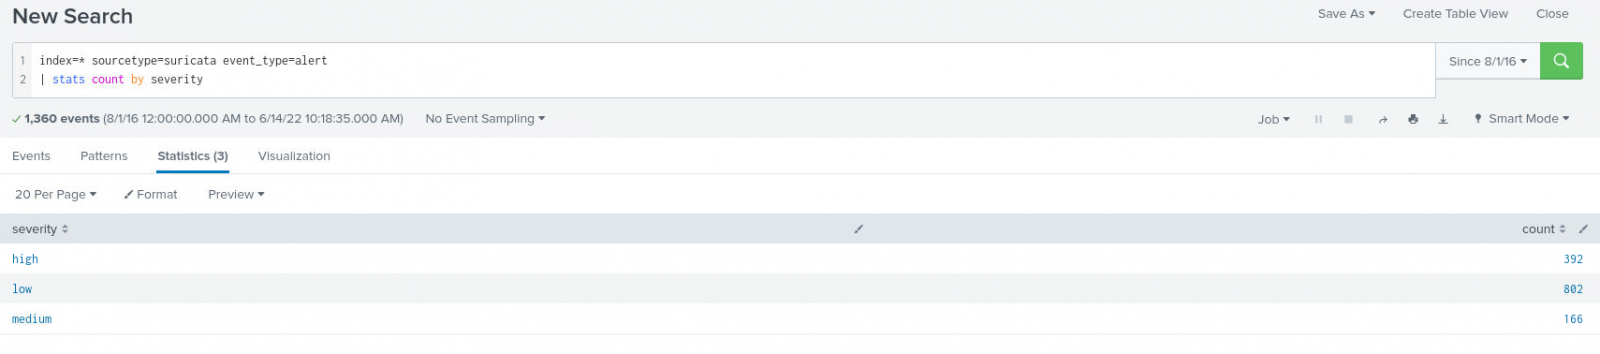 New Search
Save As Create Table View Close
1 index=* sourcetype=suricata event_type=alert
2 | stats count by severity
Since 8/1/16
1,360 events (8/1/16 12:00:00.000 AM to 6/14/22 10:18:35.000 AM) No Event Sampling
Job Smart Mode
Events Patterns Statistics (3) Visualization
20 Per Page Format Preview
severity count
high 392
low 802
medium 166